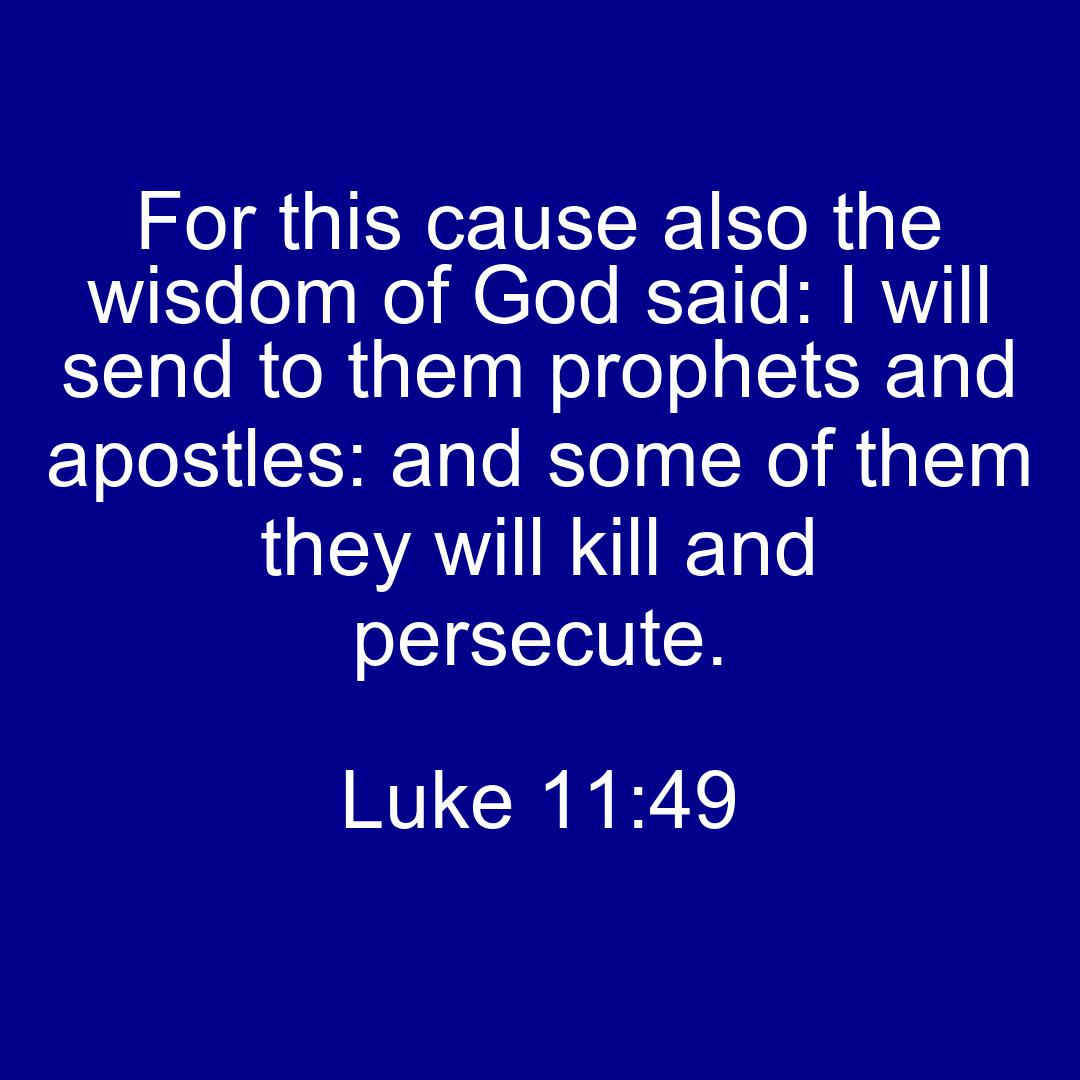 For this cause also the
wisdom of God said: I will
send to them prophets and
apostles: and some of them
they will kill and
persecute.
Luke 11:49